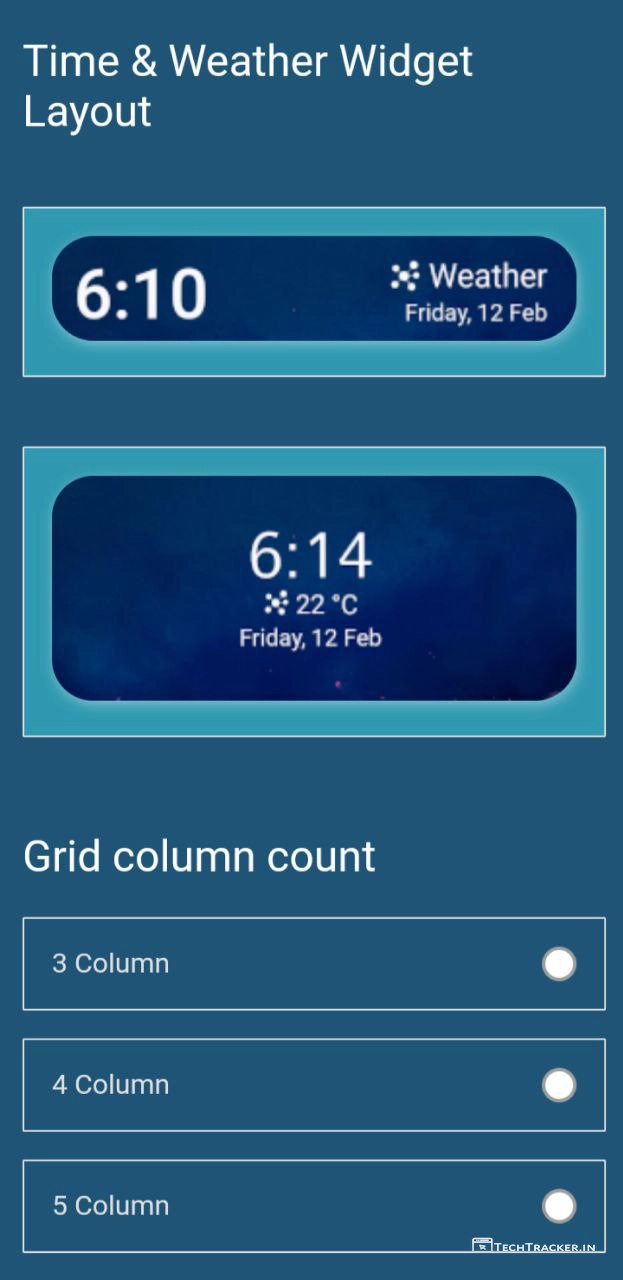 Time & Weather Widget
Layout
6:10
Weather
Friday, 12 Feb
6:14
22 °C
Friday, 12 Feb
Grid column count
3 Column
4 Column
5 Column
TECHTRACKER.IN